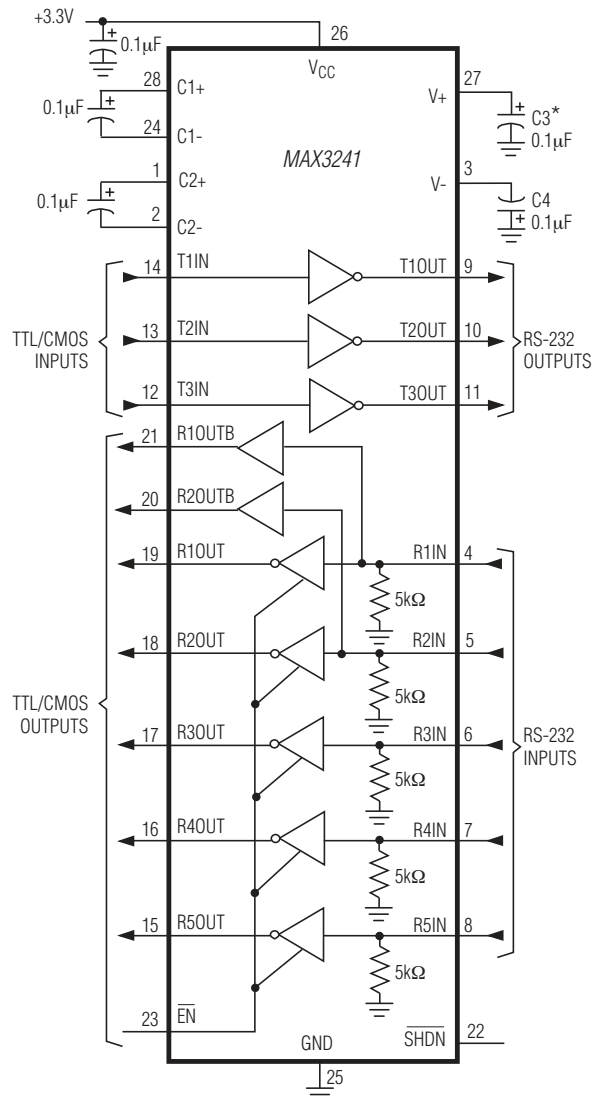 +3.3V
26
+
0.1μF
VCC
28
C1+
27
V+
+
0.1μF
+
C3*
0.1μF
24
C1-
MAX3241
1
C2+
3
V-
+
0.1μF
C4
+
0.1μF
2
C2-
14
T1IN
T1OUT
9
TTL/CMOS
INPUTS
13
T2IN
T2OUT
10
RS-232
OUTPUTS
12
T3IN
T3OUT
11
21
R1OUTB
20
R2OUTB
19
R1OUT
R1IN
4
5kΩ
18
R2OUT
R2IN
5
5kΩ
TTL/CMOS
OUTPUTS
17
R3OUT
R3IN
6
RS-232
INPUTS
5kΩ
16
R4OUT
R4IN
7
5kΩ
15
R5OUT
R5IN
8
5kΩ
23
EN
GND
SHDN
22
25